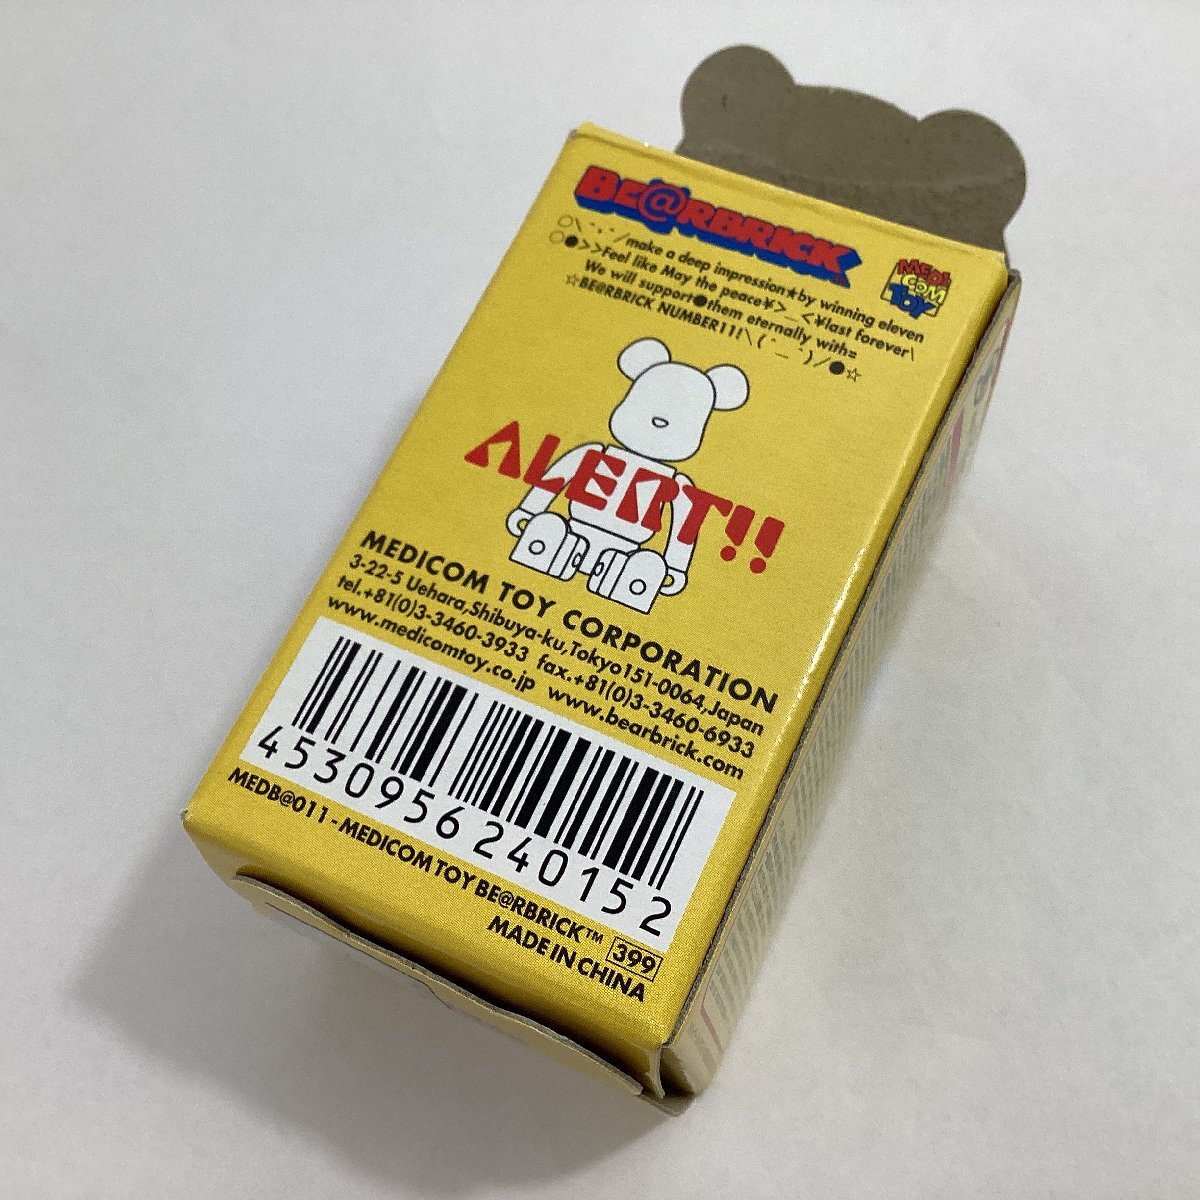 BE@RBRICK
○\ ˙,˙ ／make a deep impression★by winning eleven
○●>>Feel like May the peace¥>_<¥last forever\
We will support●them eternally with=
☆BE@RBRICK NUMBER11!\(´_`)／●☆
MEDI
COM
TOY
ALERT!!
MEDICOM TOY CORPORATION
3-22-5 Uehara,Shibuya-ku,Tokyo151-0064,Japan
tel.+81(0)3-3460-3933 fax.+81(0)3-3460-6933
www.medicomtoy.co.jp www.bearbrick.com
4530956240152
MEDB@011-MEDICOM TOY BE@RBRICK™ 399
MADE IN CHINA